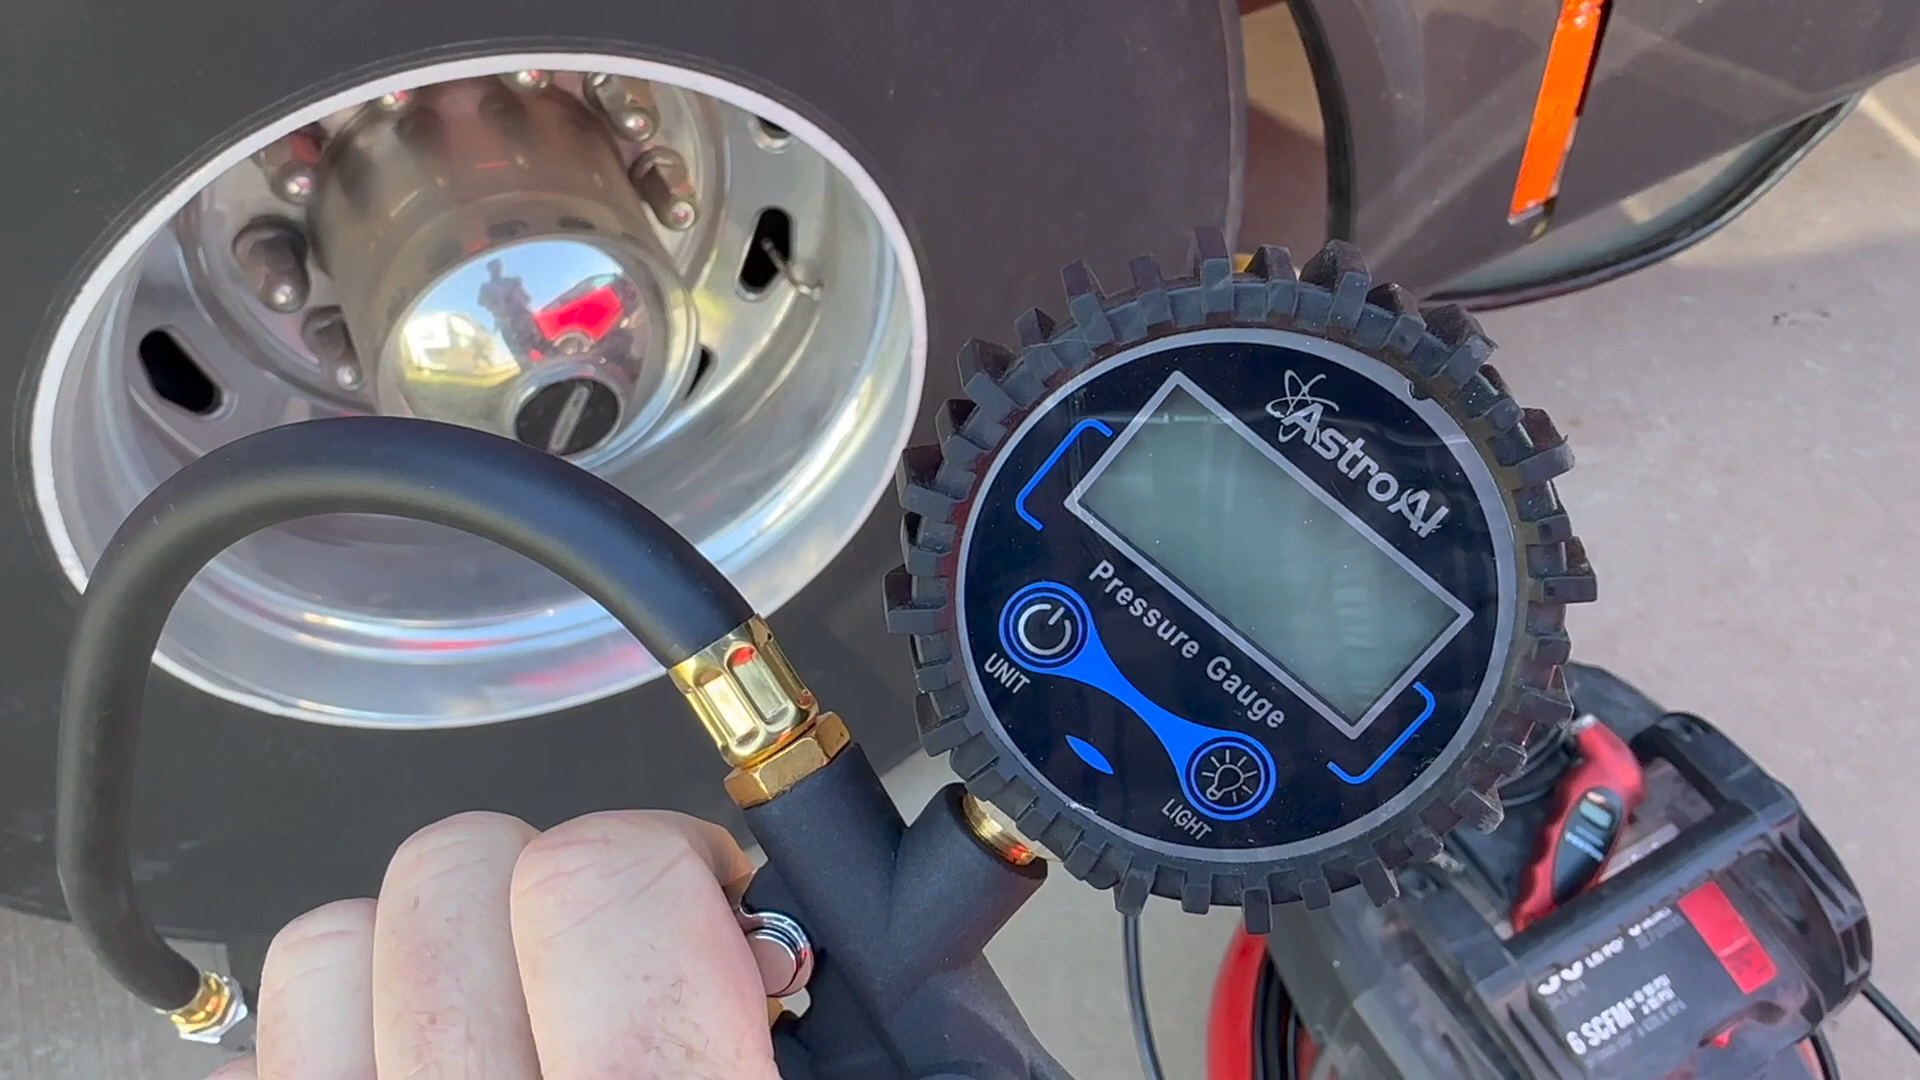 AstroAI
Pressure Gauge
UNIT
LIGHT
6 SCFM